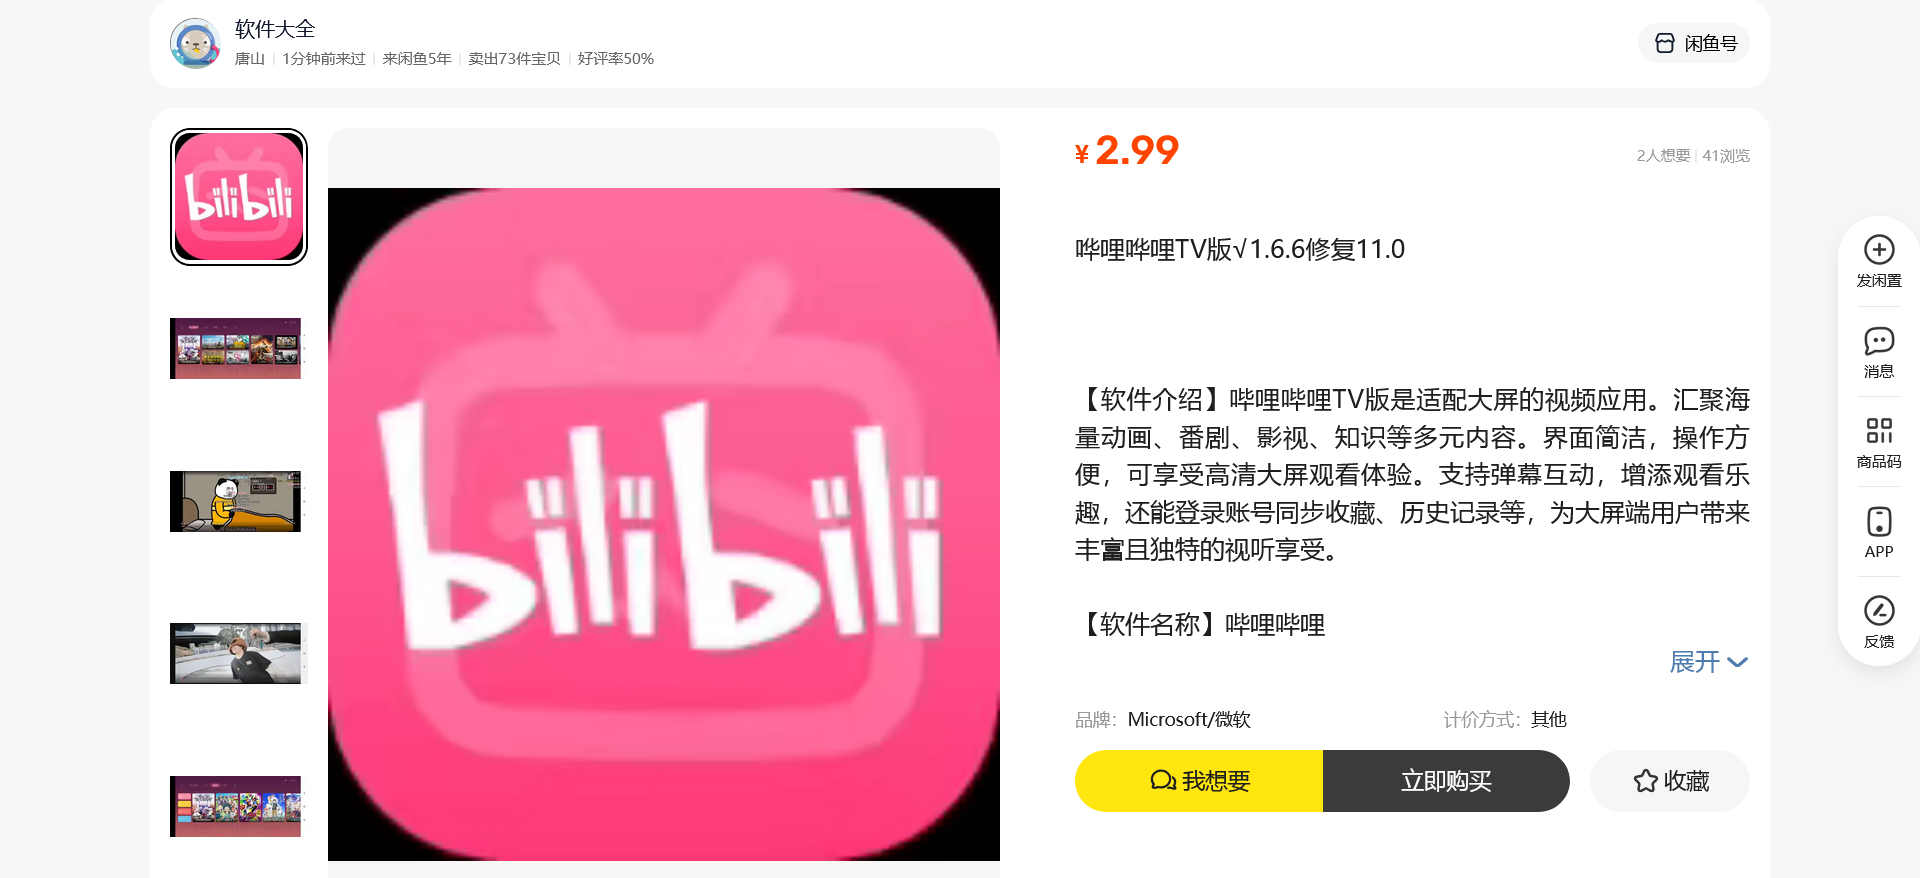 软件大全
唐山 | 1分钟前来过 | 来闲鱼5年 | 卖出73件宝贝 | 好评率50%
闲鱼号
bilibili
bilibili
¥ 2.99
2人想要 | 41浏览
哔哩哔哩TV版√1.6.6修复11.0
【软件介绍】哔哩哔哩TV版是适配大屏的视频应用。汇聚海
量动画、番剧、影视、知识等多元内容。界面简洁，操作方
便，可享受高清大屏观看体验。支持弹幕互动，增添观看乐
趣，还能登录账号同步收藏、历史记录等，为大屏端用户带来
丰富且独特的视听享受。
【软件名称】哔哩哔哩
展开
品牌：Microsoft/微软
计价方式：其他
我想要
立即购买
收藏
发闲置
消息
商品码
APP
反馈